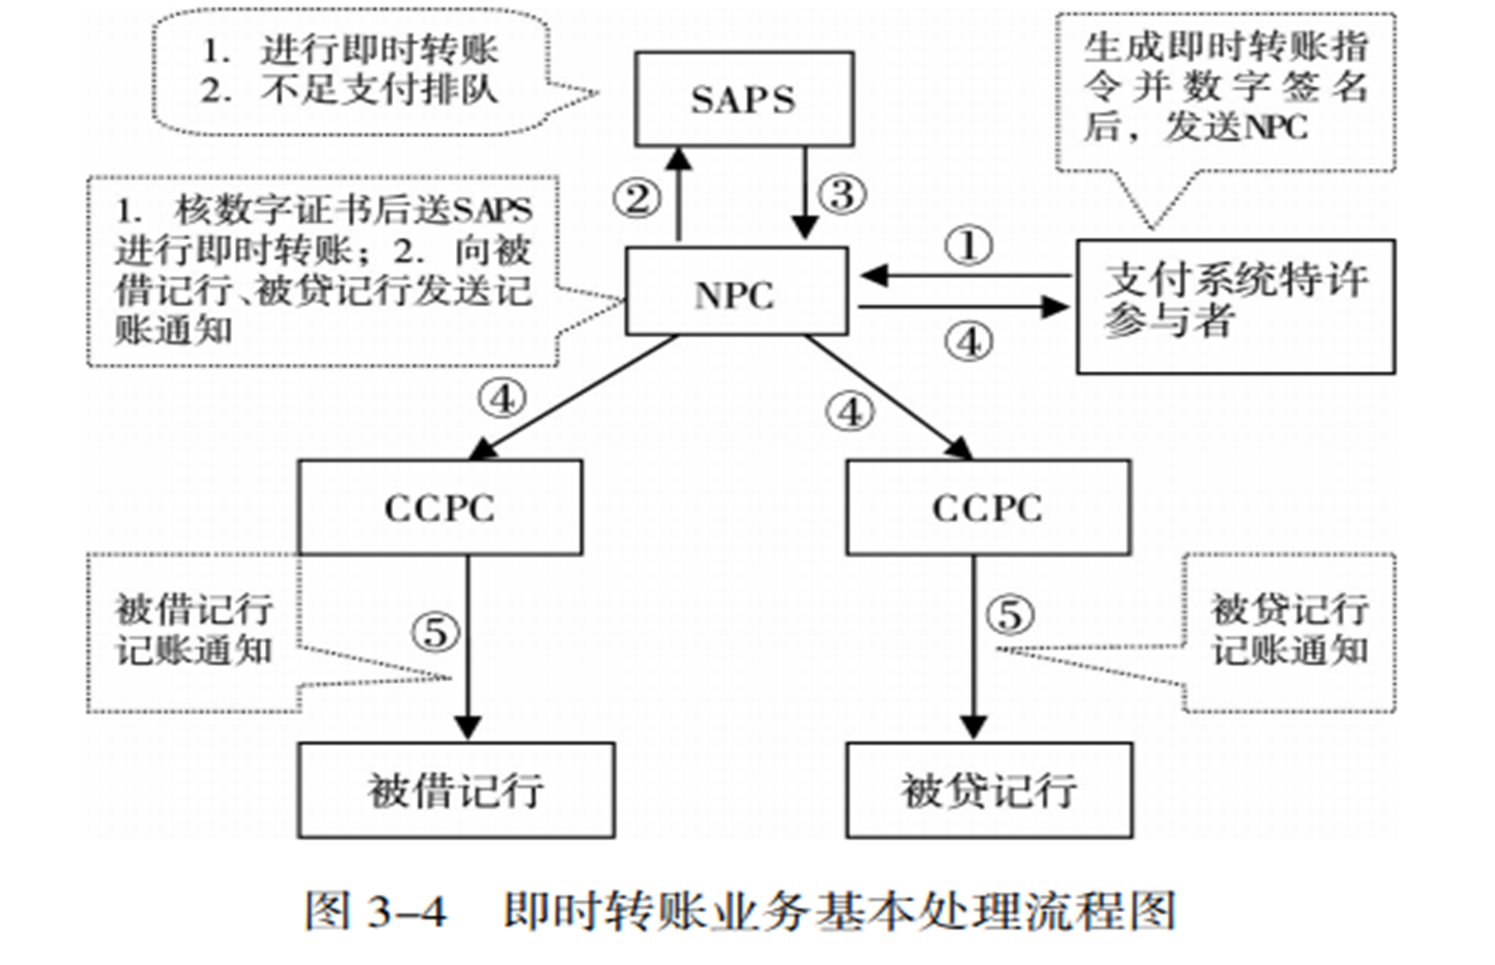 1. 进行即时转账
2. 不足支付排队
SAPS
生成即时转账指
令并数字签名
后，发送NPC
1. 核数字证书后送SAPS
进行即时转账；2. 向被
借记行、被贷记行发送记
账通知
②
③
①
NPC
支付系统特许
参与者
④
④
④
CCPC
CCPC
被借记行
记账通知
⑤
⑤
被贷记行
记账通知
被借记行
被贷记行
图 3-4 即时转账业务基本处理流程图